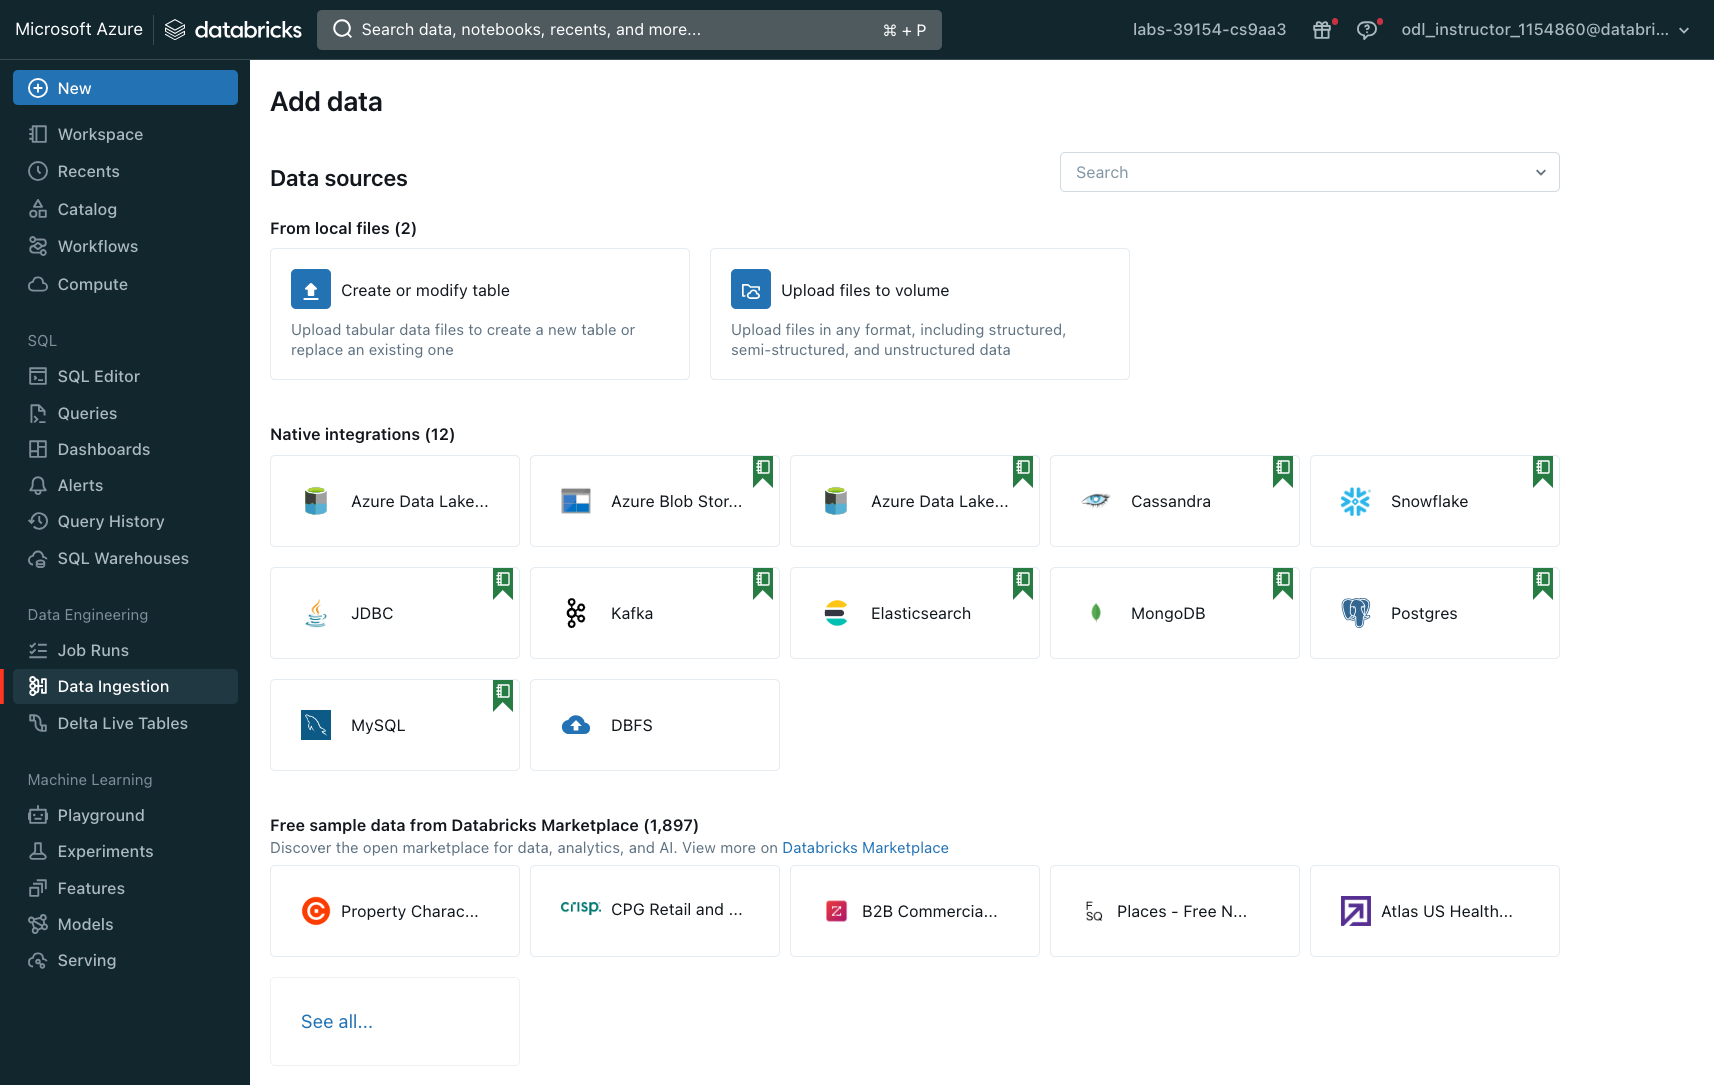 Microsoft Azure
databricks
Search data, notebooks, recents, and more...
⌘ + P
labs-39154-cs9aa3
odl_instructor_1154860@databri...
New
Workspace
Recents
Catalog
Workflows
Compute
SQL
SQL Editor
Queries
Dashboards
Alerts
Query History
SQL Warehouses
Data Engineering
Job Runs
Data Ingestion
Delta Live Tables
Machine Learning
Playground
Experiments
Features
Models
Serving
Add data
Data sources
Search
From local files (2)
Create or modify table
Upload tabular data files to create a new table or
replace an existing one
Upload files to volume
Upload files in any format, including structured,
semi-structured, and unstructured data
Native integrations (12)
Azure Data Lake...
Azure Blob Stor...
Azure Data Lake...
Cassandra
Snowflake
JDBC
Kafka
Elasticsearch
MongoDB
Postgres
MySQL
DBFS
Free sample data from Databricks Marketplace (1,897)
Discover the open marketplace for data, analytics, and AI. View more on Databricks Marketplace
Property Charac...
crisp.
CPG Retail and ...
Z
B2B Commercia...
F
SQ
Places - Free N...
Atlas US Health...
See all...